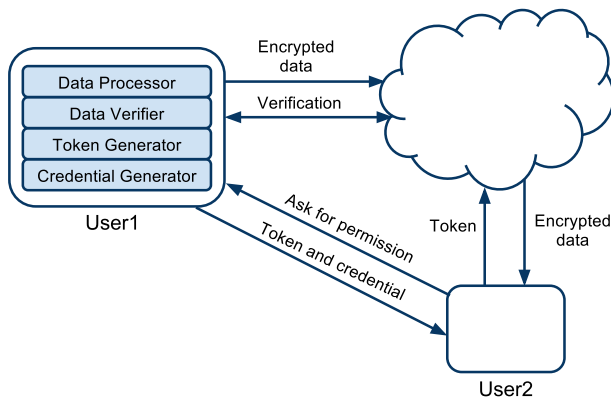 Encrypted
data
Data Processor
Data Verifier
Verification
Token Generator
Credential Generator
User1
Ask for permission
Token and credential
Token
Encrypted
data
User2